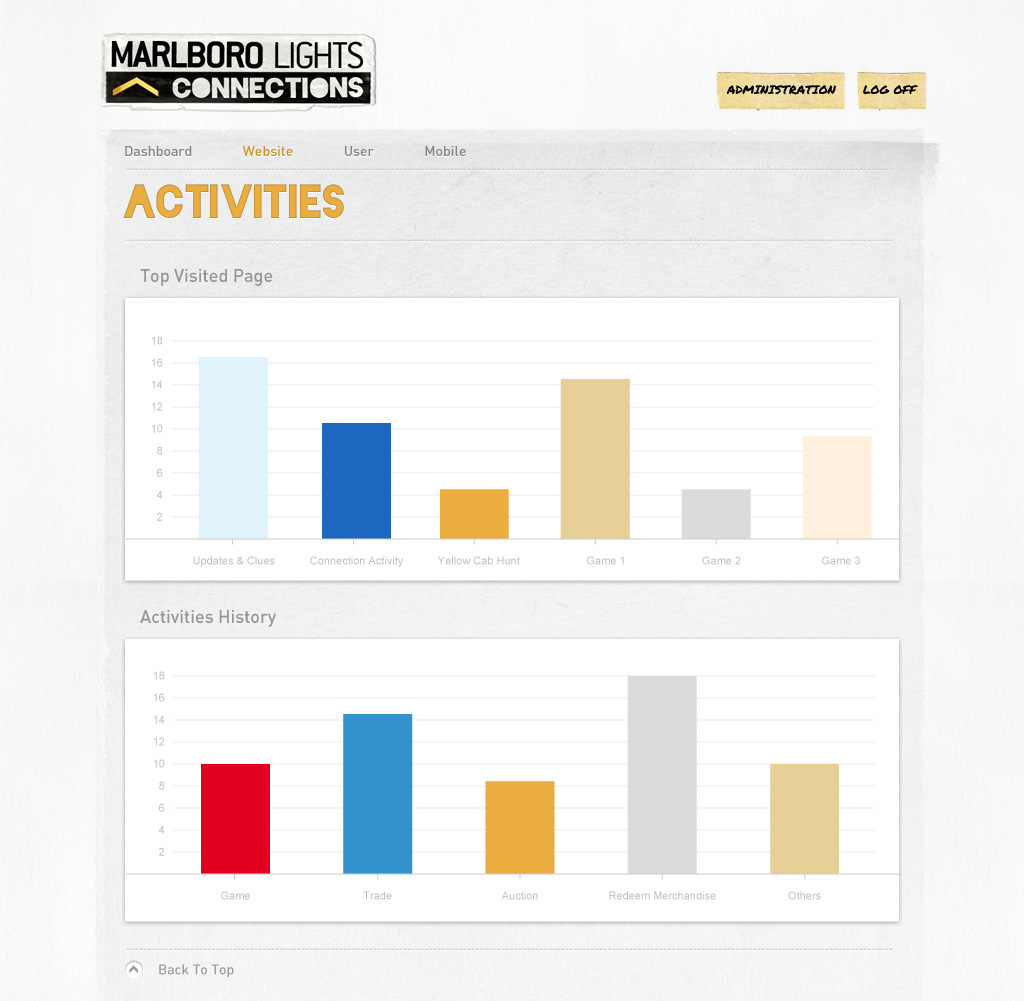 MARLBORO LIGHTS
CONNECTIONS
ADMINISTRATION LOG OFF
Dashboard Website User Mobile
ACTIVITIES
Top Visited Page
18
16
14
12
10
8
6
4
2
Updates & Clues Connection Activity Yellow Cab Hunt Game 1 Game 2 Game 3
Activities History
18
16
14
12
10
8
6
4
2
Game Trade Auction Redeem Merchandise Others
Back To Top